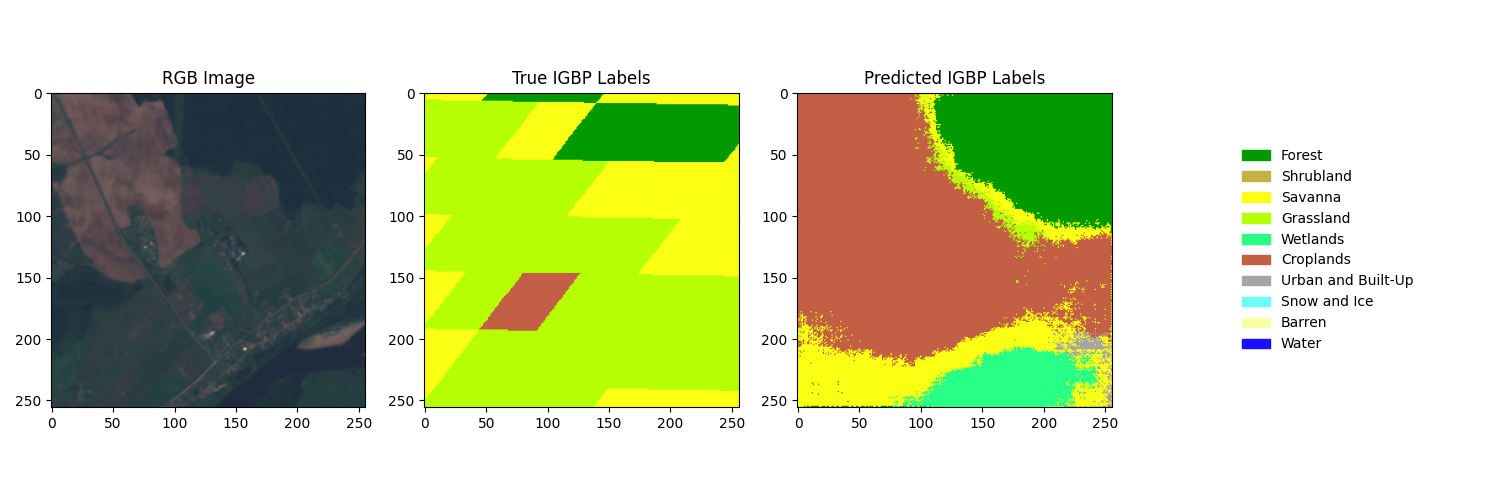 RGB Image
True IGBP Labels
Predicted IGBP Labels
0
50
100
150
200
250
0
50
100
150
200
250
0
50
100
150
200
250
0
50
100
150
200
250
0
50
100
150
200
250
0
50
100
150
200
250
Forest
Shrubland
Savanna
Grassland
Wetlands
Croplands
Urban and Built-Up
Snow and Ice
Barren
Water